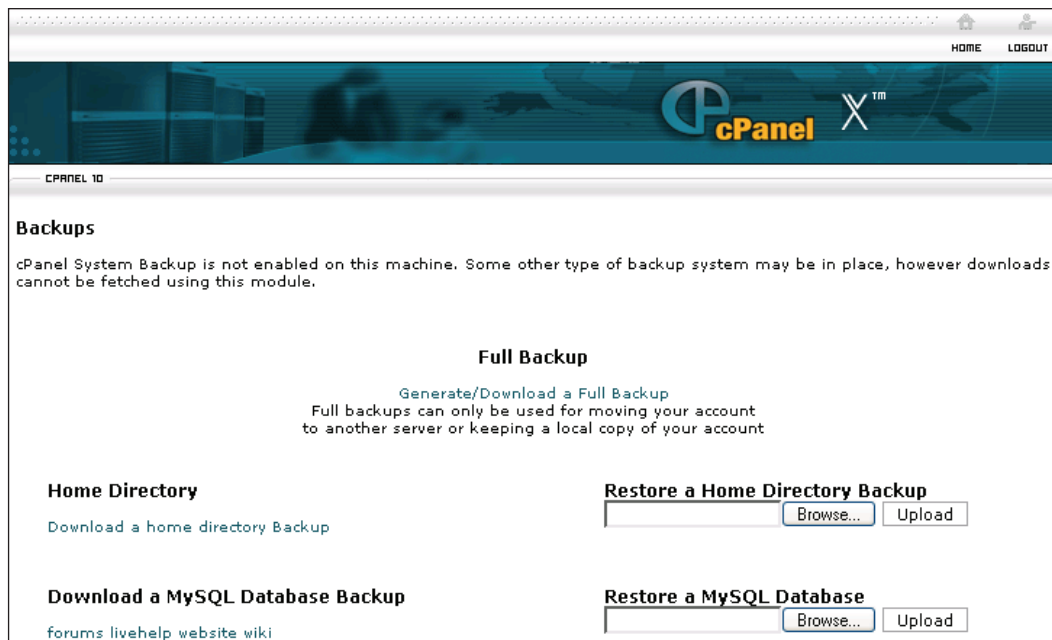 HOME LOGOUT
cPanel X™
CPANEL 10
Backups
cPanel System Backup is not enabled on this machine. Some other type of backup system may be in place, however downloads
cannot be fetched using this module.
Full Backup
Generate/Download a Full Backup
Full backups can only be used for moving your account
to another server or keeping a local copy of your account
Home Directory
Download a home directory Backup
Restore a Home Directory Backup
Browse... Upload
Download a MySQL Database Backup
forums livehelp website wiki
Restore a MySQL Database
Browse... Upload